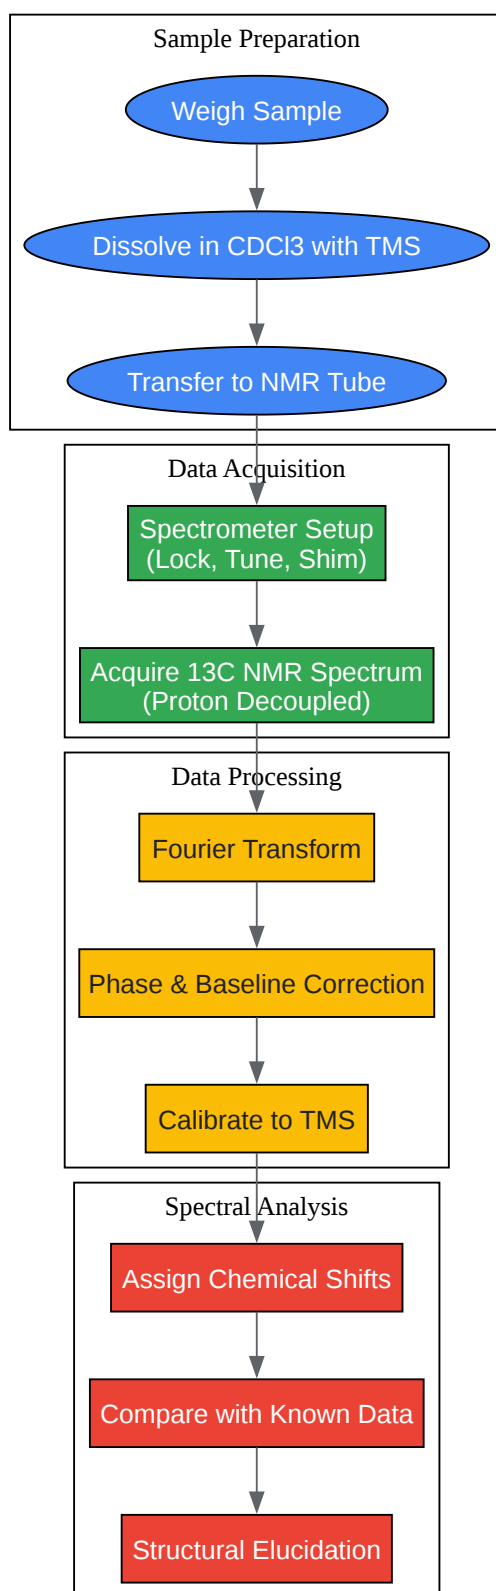 Sample Preparation
Weigh Sample
Dissolve in CDCl3 with TMS
Transfer to NMR Tube
Data Acquisition
Spectrometer Setup
(Lock, Tune, Shim)
Acquire 13C NMR Spectrum
(Proton Decoupled)
Data Processing
Fourier Transform
Phase & Baseline Correction
Calibrate to TMS
Spectral Analysis
Assign Chemical Shifts
Compare with Known Data
Structural Elucidation